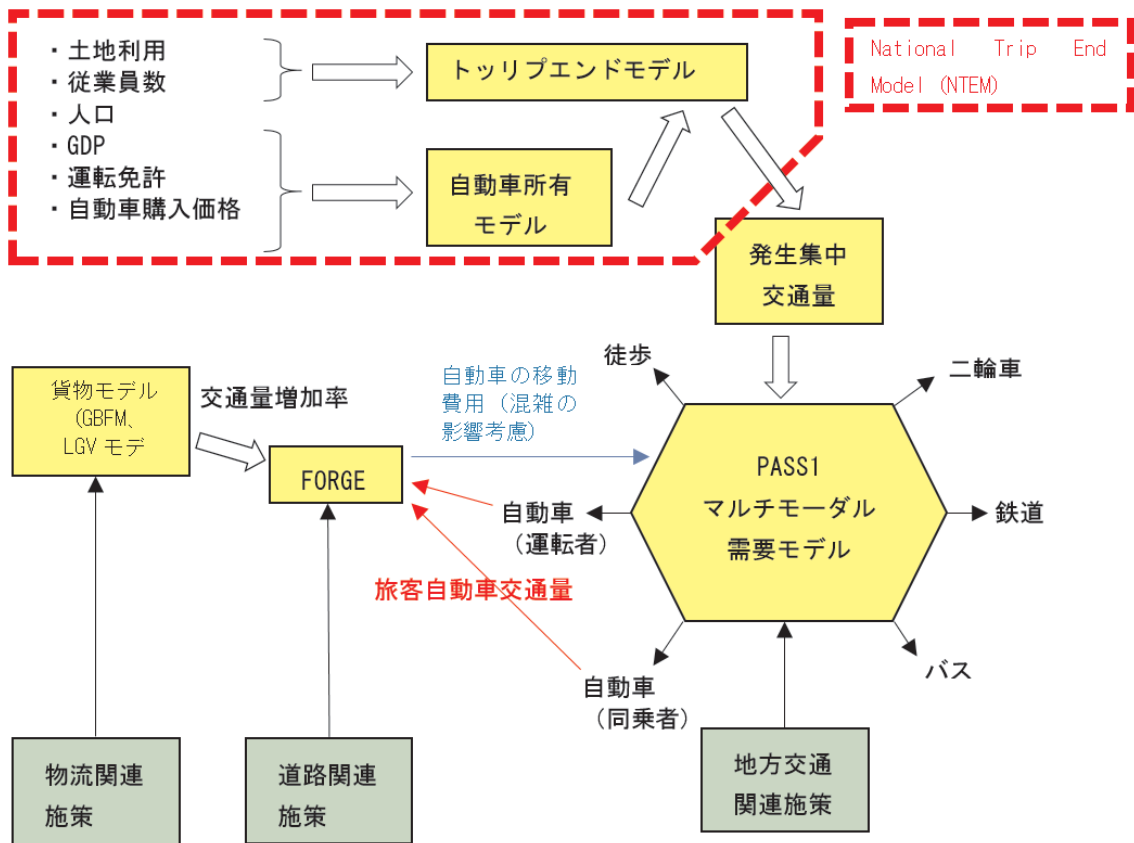 ・土地利用
・従業員数
・人口
・GDP
・運転免許
・自動車購入価格
トッリプエンドモデル
自動車所有
モデル
National Trip End
Model (NTEM)
発生集中
交通量
貨物モデル
(GBFM、
LGV モデ
交通量増加率
FORGE
自動車の移動
費用（混雑の
影響考慮）
徒歩
二輪車
PASS1
マルチモーダル
需要モデル
自動車
（運転者）
鉄道
旅客自動車交通量
自動車
（同乗者）
バス
物流関連
施策
道路関連
施策
地方交通
関連施策